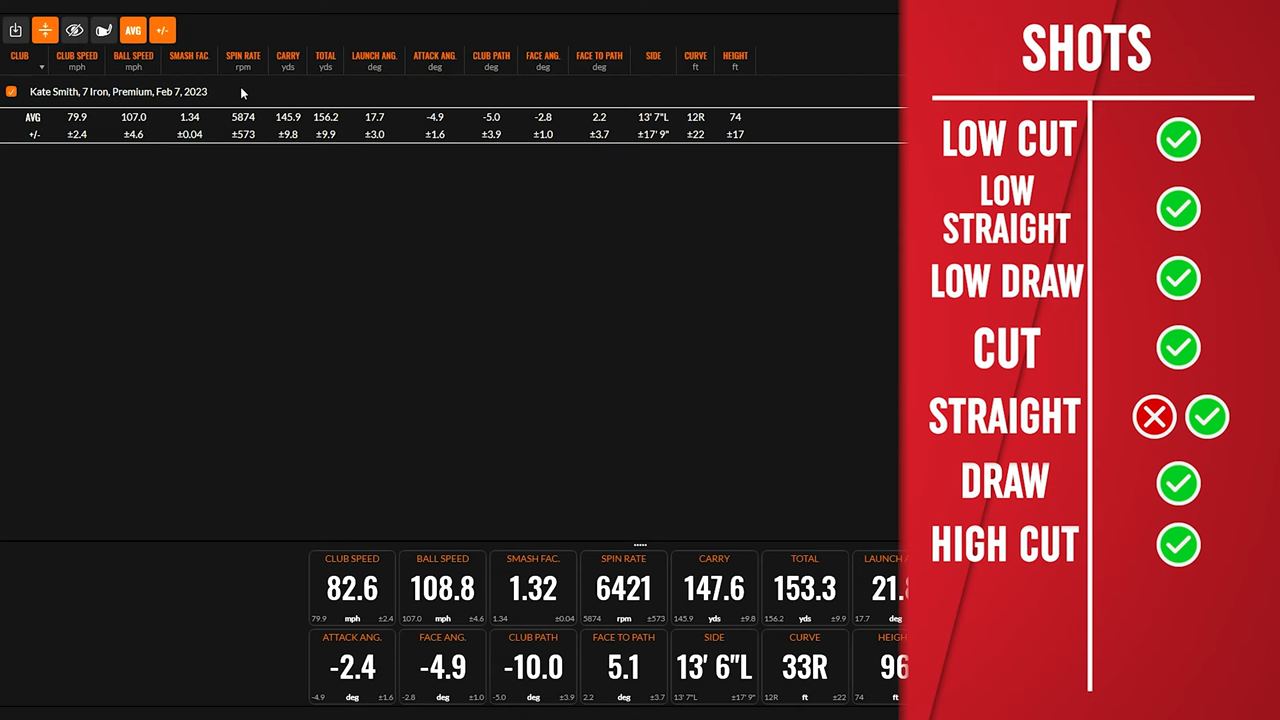 AVG +/-
CLUB CLUB SPEED BALL SPEED SMASH FAC. SPIN RATE CARRY TOTAL LAUNCH ANG. ATTACK ANG. CLUB PATH FACE ANG. FACE TO PATH SIDE CURVE HEIGHT
mph mph rpm yds yds deg deg deg deg deg ft ft
Kate Smith, 7 Iron, Premium, Feb 7, 2023
AVG 79.9 107.0 1.34 5874 145.9 156.2 17.7 -4.9 -5.0 -2.8 2.2 13' 7"L 12R 74
+/- ±2.4 ±4.6 ±0.04 ±573 ±9.8 ±9.9 ±3.0 ±1.6 ±3.9 ±1.0 ±3.7 ±17' 9" ±22 ±17
CLUB SPEED BALL SPEED SMASH FAC. SPIN RATE CARRY TOTAL LAUNCH
82.6 108.8 1.32 6421 147.6 153.3 21.8
79.9 mph ±2.4 107.0 mph ±4.6 1.34 ±0.04 5874 rpm ±573 145.9 yds ±9.8 156.2 yds ±9.9 17.7 deg
ATTACK ANG. FACE ANG. CLUB PATH FACE TO PATH SIDE CURVE HEIGH
-2.4 -4.9 -10.0 5.1 13' 6"L 33R 96
-4.9 deg ±1.6 -2.8 deg ±1.0 -5.0 deg ±3.9 2.2 deg ±3.7 13' 7"L ±17' 9" 12R ft ±22 74 ft
SHOTS
LOW CUT
LOW
STRAIGHT
LOW DRAW
CUT
STRAIGHT
DRAW
HIGH CUT